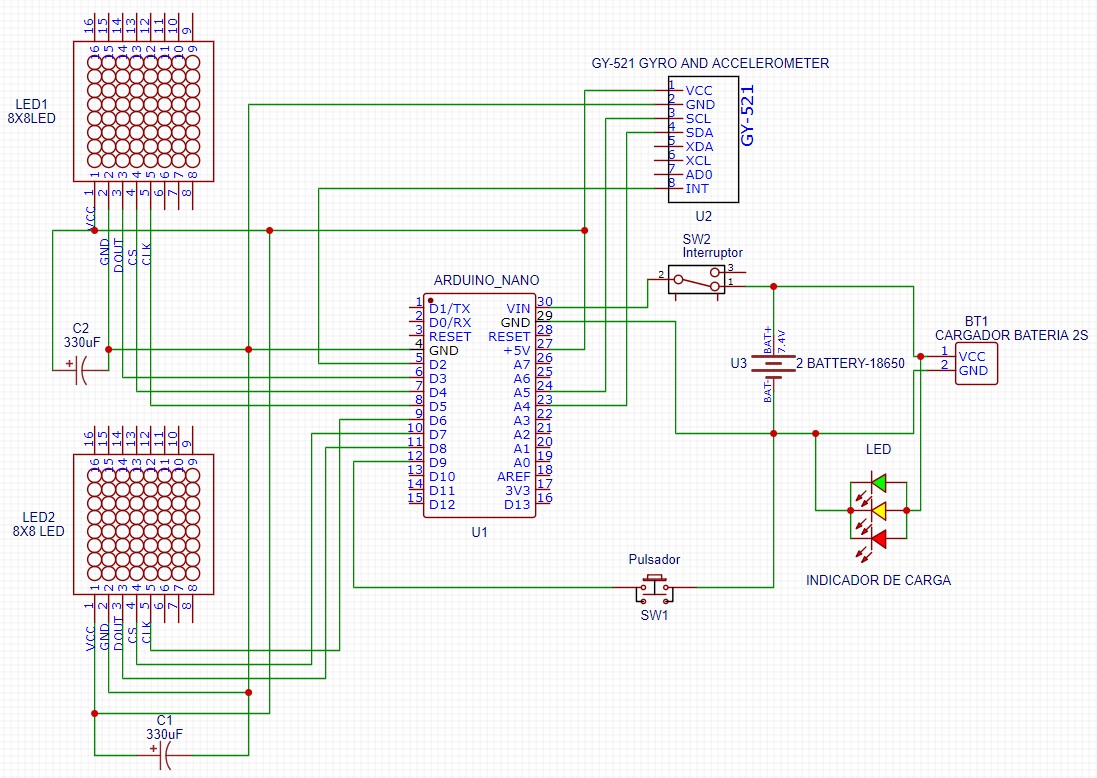 16 15 14 13 12 11 10 9
16 15 14 13 12 11 10 9
LED1
8X8LED
1 2 3 4 5 6 7 8
1 2 3 4 5 6 7 8
VCC
GND
D.OUT
CS
CLK
C2
330uF
+
GY-521 GYRO AND ACCELEROMETER
1 VCC
2 GND
3 SCL
4 SDA
5 XDA
6 XCL
7 AD0
8 INT
GY-521
U2
SW2
Interruptor
2
3
1
ARDUINO_NANO
1 D1/TX VIN 30
2 D0/RX GND 29
3 RESET RESET 28
4 GND +5V 27
5 D2 A7 26
6 D3 A6 25
7 D4 A5 24
8 D5 A4 23
9 D6 A3 22
10 D7 A2 21
11 D8 A1 20
12 D9 A0 19
13 D10 AREF 18
14 D11 3V3 17
15 D12 D13 16
U1
BAT+
7.4V
U3
2 BATTERY-18650
BAT-
BT1
CARGADOR BATERIA 2S
1 VCC
2 GND
LED
INDICADOR DE CARGA
Pulsador
SW1
16 15 14 13 12 11 10 9
16 15 14 13 12 11 10 9
LED2
8X8 LED
1 2 3 4 5 6 7 8
1 2 3 4 5 6 7 8
VCC
GND
D.OUT
CS
CLK
C1
330uF
+